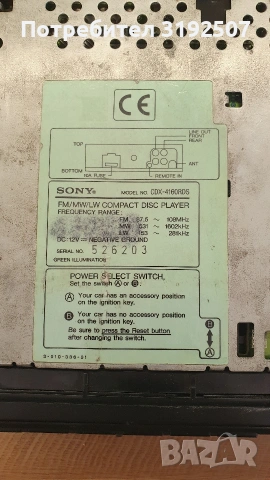 Потребител 3192507
CE
TOP
LINE OUT
FRONT
REAR
ANT
BOTTOM
10A FUSE
REMOTE IN
SONY®
MODEL NO. CDX-4160RDS
FM/MW/LW COMPACT DISC PLAYER
FREQUENCY RANGE:
FM 87.5 ~ 108MHz
MW 531 ~ 1602kHz
LW 153 ~ 281kHz
DC 12V NEGATIVE GROUND
SERIAL NO. 526203
GREEN ILLUMINATION
POWER SELECT SWITCH
Set the switch Ⓐ or Ⓑ:
Ⓐ Your car has an accessory position
on the ignition key.
Ⓑ Your car has no accessory position
on the ignition key.
Be sure to press the Reset button
after changing the switch.
Ⓑ
Ⓐ
BAZAR